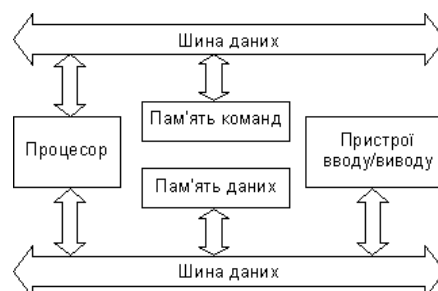 Шина даних
Пам'ять команд
Процесор
Пристрої
вводу/виводу
Пам'ять даних
Шина даних